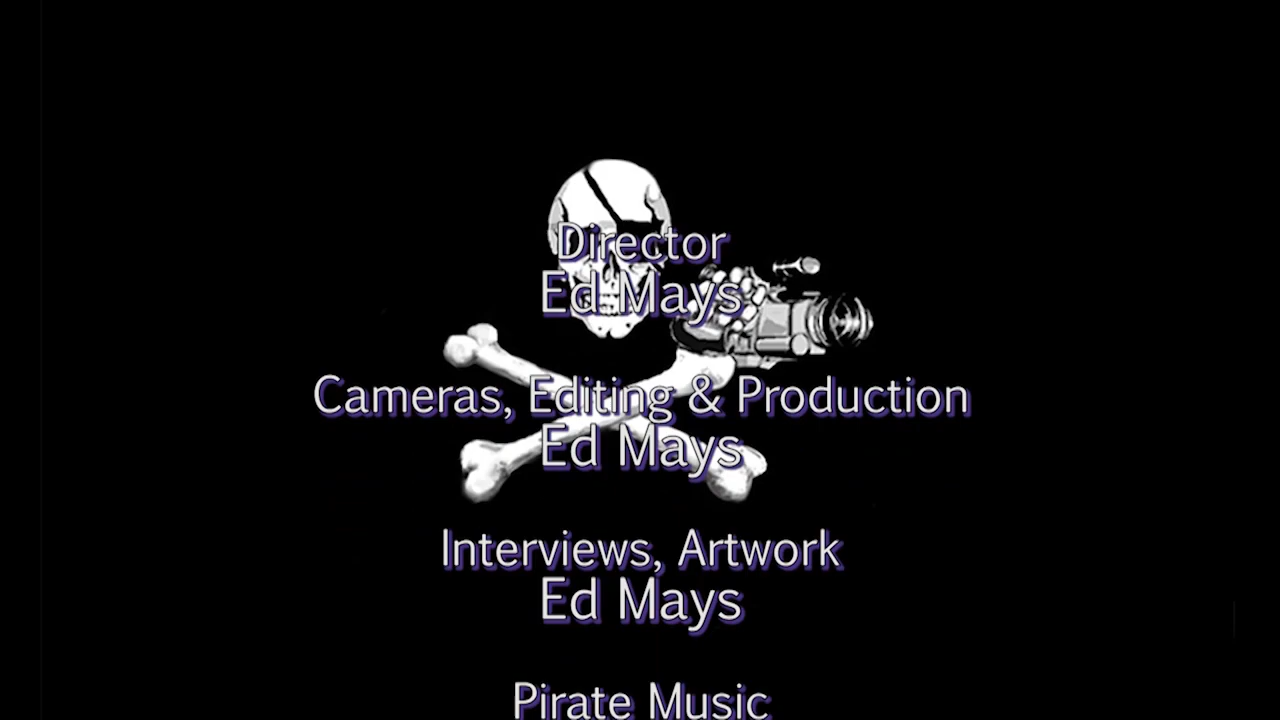 Director
Ed Mays
Cameras, Editing & Production
Ed Mays
Interviews, Artwork
Ed Mays
Pirate Music